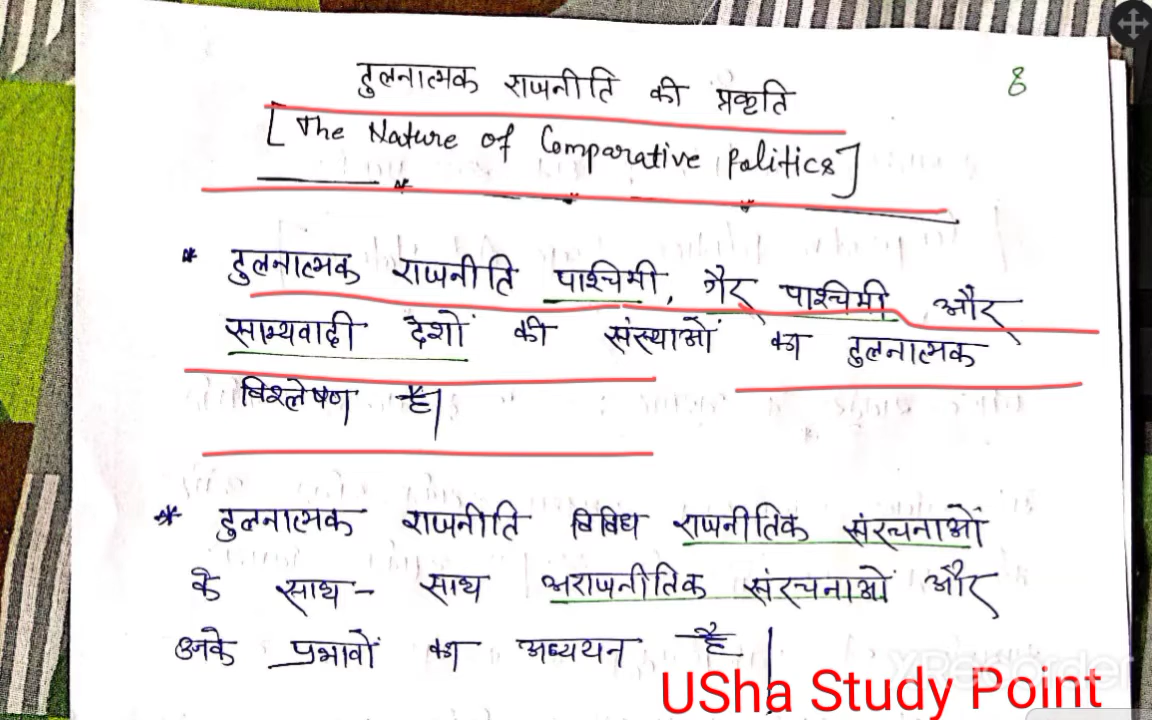 तुलनात्मक राजनीति की प्रकृति
8
[The Nature of Comparative Politics]
* तुलनात्मक राजनीति पाश्चिमी, गैर पाश्चिमी और
साम्यवादी देशों की संस्थाओं का तुलनात्मक
विश्लेषण है।
* तुलनात्मक राजनीति विविध राजनीतिक संरचनाओं
के साथ - साथ अराजनीतिक संरचनाओं और
उनके प्रभावों का अध्ययन है।
XRecorder
USha Study Point